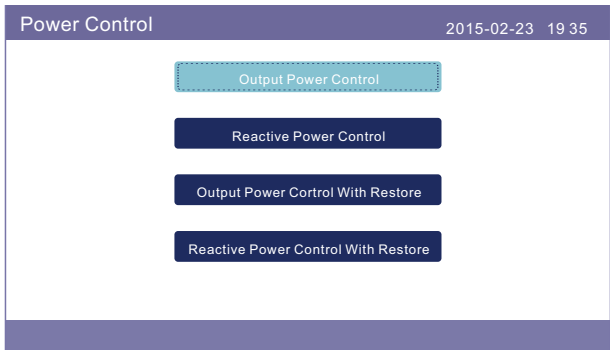 Power Control 2015-02-23 19 35
Output Power Control
Reactive Power Control
Output Power Cortrol With Restore
Reactive Power Control With Restore